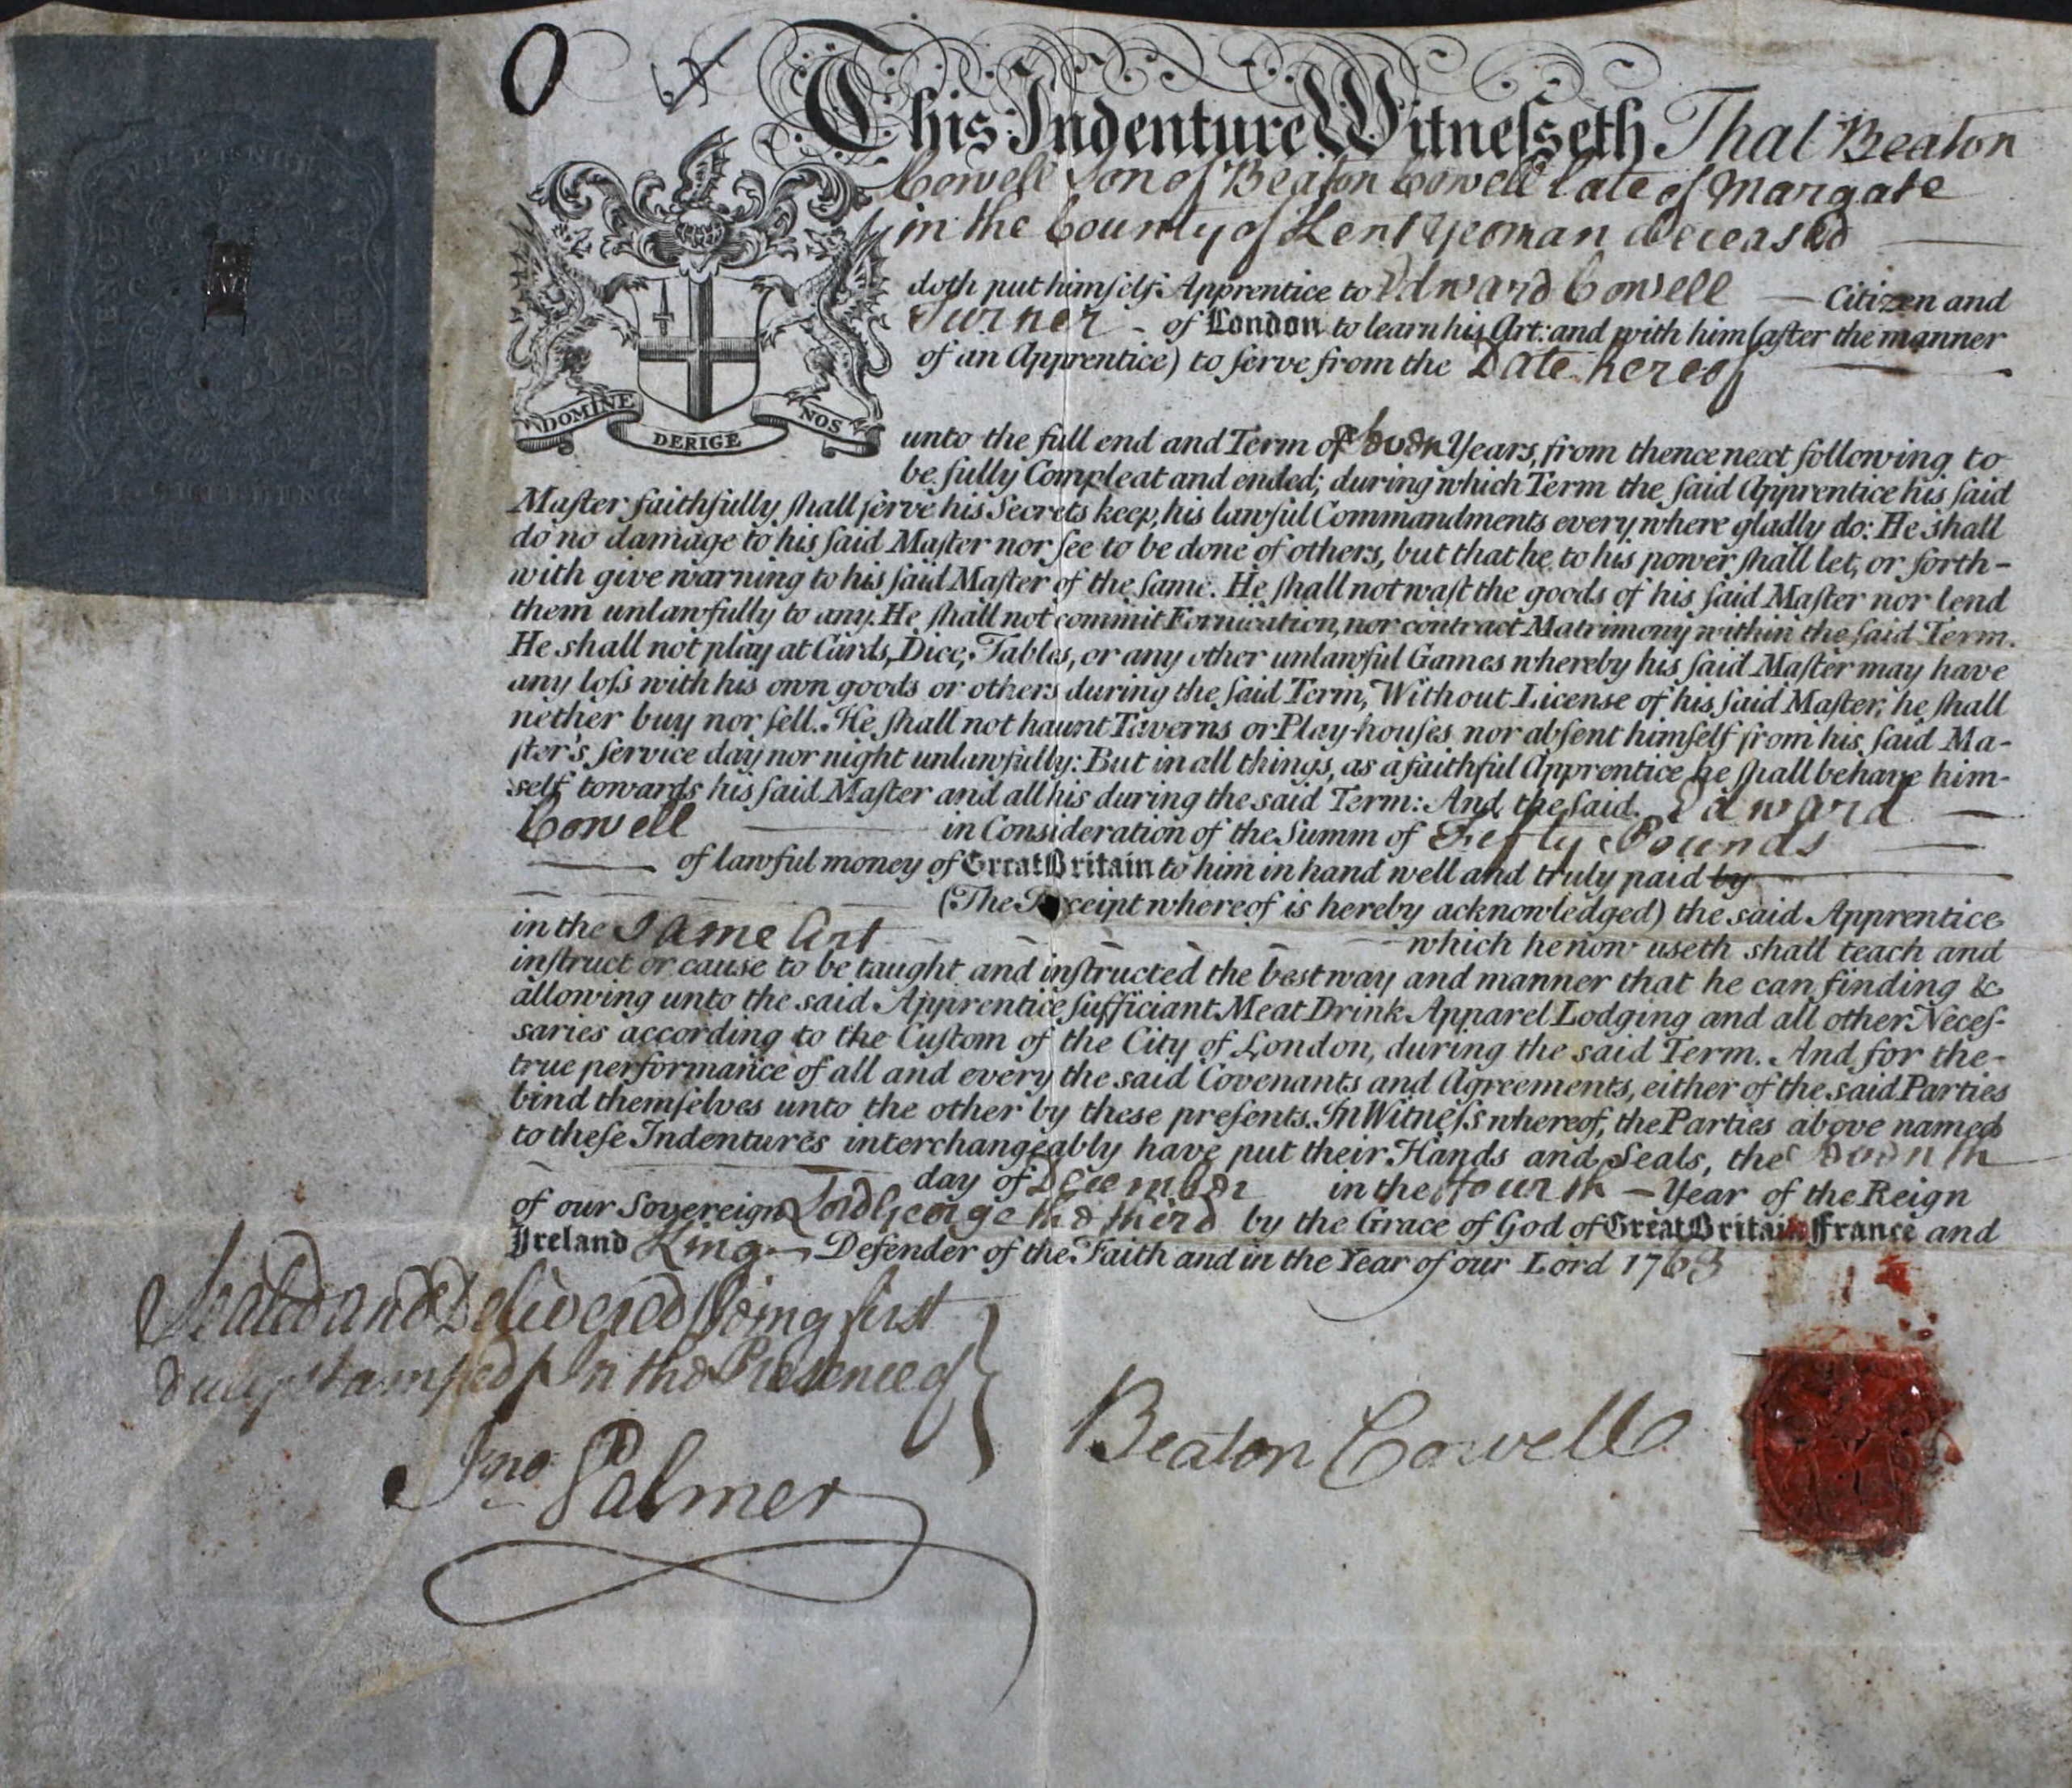 This Indenture Witnesseth That Beaton
Cowell Son of Beaton Cowell late of Margate
in the County of Kent Yeoman deceased
doth put himself Apprentice to Edward Cowell Citizen and
Turner of London to learn his Art: and with him (after the manner
of an Apprentice) to serve from the Date hereof
DOMINE DERIGE NOS
unto the full end and Term of Seven Years, from thence next following to
be fully Compleat and ended; during which Term the said Apprentice his said
Master faithfully shall serve his Secrets keep, his lawful Commandments every where gladly do: He shall
do no damage to his said Master nor see to be done of others, but that he to his power shall let, or forth-
with give warning to his said Master of the same. He shall not wast the goods of his said Master nor lend
them unlawfully to any. He shall not commit Fornication, nor contract Matrimony within the said Term.
He shall not play at Cards, Dice, Tables, or any other unlawful Games whereby his said Master may have
any loss with his own goods or others during the said Term, Without License of his said Master, he shall
nether buy nor sell. He shall not haunt Taverns or Play-houses nor absent himself from his said Ma-
ster's service day nor night unlawfully: But in all things, as a faithful Apprentice he shall behave him-
self towards his said Master and all his during the said Term: And the said Edward
Cowell in Consideration of the Summ of Fifty Pounds
of lawful money of Great Britain to him in hand well and truly paid by
(The Receipt whereof is hereby acknowledged) the said Apprentice
in the same Art which he now useth shall teach and
instruct or cause to be taught and instructed the best way and manner that he can finding &
allowing unto the said Apprentice sufficiant Meat Drink Apparel Lodging and all other Neces-
saries according to the Custom of the City of London, during the said Term. And for the
true performance of all and every the said Covenants and Agreements, either of the said Parties
bind themselves unto the other by these presents. In Witness whereof, the Parties above named
to these Indentures interchangeably have put their Hands and Seals, the Seventh
day of December in the fourth Year of the Reign
of our Sovereign Lord George the third by the Grace of God of Great Britain France and
Ireland King Defender of the Faith and in the Year of our Lord 1763
Sealed and Delivered being first
duly stamped In the Presence of
Jno Palmer
Beaton Cowell